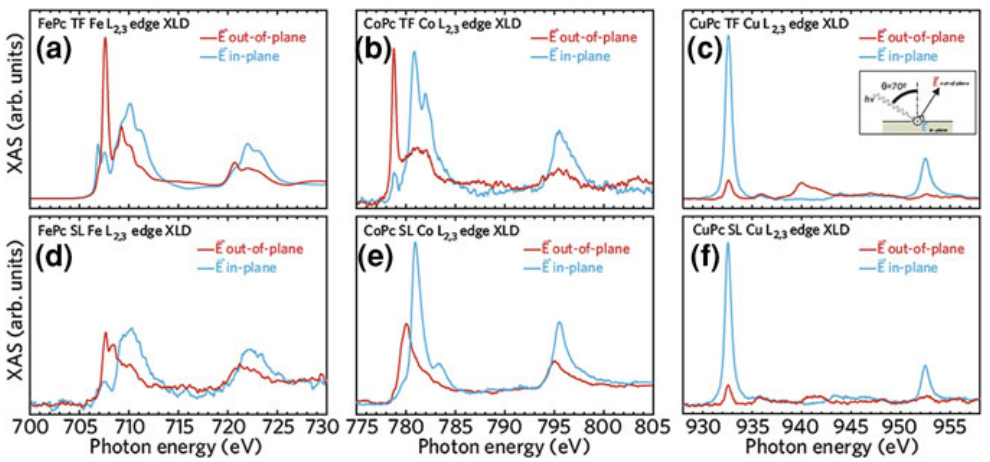 FePc TF Fe L2,3 edge XLD
(a)
E out-of-plane
E in-plane
CoPc TF Co L2,3 edge XLD
(b)
E out-of-plane
E in-plane
CuPc TF Cu L2,3 edge XLD
(c)
E out-of-plane
E in-plane
θ=70°
hν
E out-of-plane
E in-plane
XAS (arb. units)
FePc SL Fe L2,3 edge XLD
(d)
E out-of-plane
E in-plane
CoPc SL Co L2,3 edge XLD
(e)
E out-of-plane
E in-plane
CuPc SL Cu L2,3 edge XLD
(f)
E out-of-plane
E in-plane
XAS (arb. units)
700 705 710 715 720 725 730
775 780 785 790 795 800 805
930 935 940 945 950 955
Photon energy (eV)
Photon energy (eV)
Photon energy (eV)